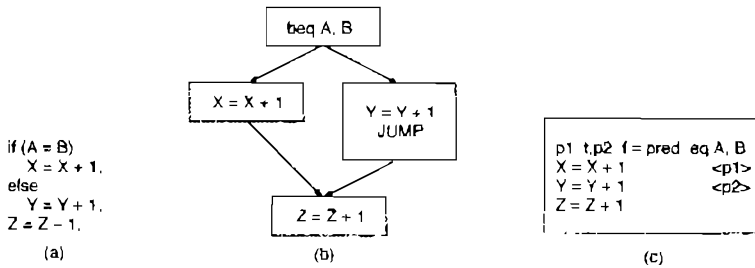 if (A = B)
X = X + 1,
else
Y = Y + 1,
Z = Z - 1,
(a)
beq A, B
X = X + 1
Y = Y + 1
JUMP
Z = Z + 1
(b)
p1 t,p2 f = pred eq A, B
X = X + 1 <p1>
Y = Y + 1 <p2>
Z = Z + 1
(c)